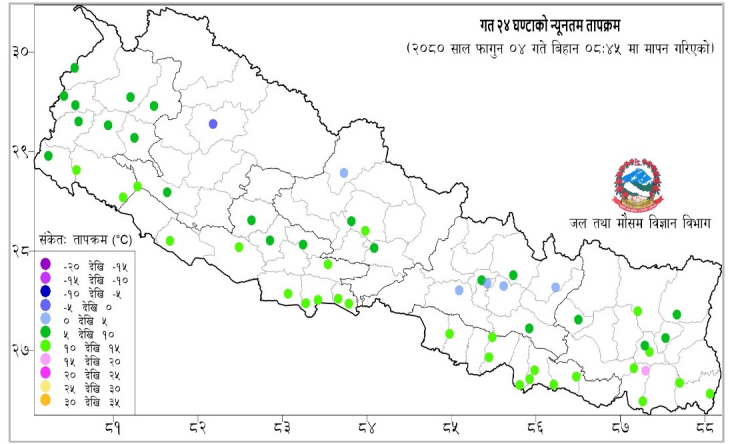 गत २४ घण्टाको न्यूनतम तापक्रम
(२०८० साल फागुन ०४ गते बिहान ०८:४५ मा मापन गरिएको)
३०
२९
२८
२७
जल तथा मौसम विज्ञान विभाग
संकेत: तापक्रम (°C)
-२० देखि -१५
-१५ देखि -१०
-१० देखि -५
-५ देखि ०
० देखि ५
५ देखि १०
१० देखि १५
१५ देखि २०
२० देखि २५
२५ देखि ३०
३० देखि ३५
८१ ८२ ८३ ८४ ८५ ८६ ८७ ८८